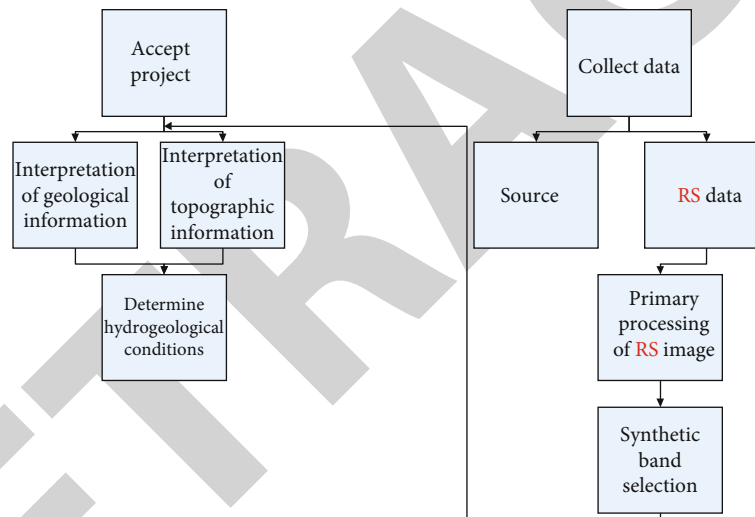 Accept
project
Collect data
Interpretation
of geological
information
Interpretation
of
topographic
information
Source
RS data
Determine
hydrogeological
conditions
Primary
processing
of RS image
Synthetic
band
selection